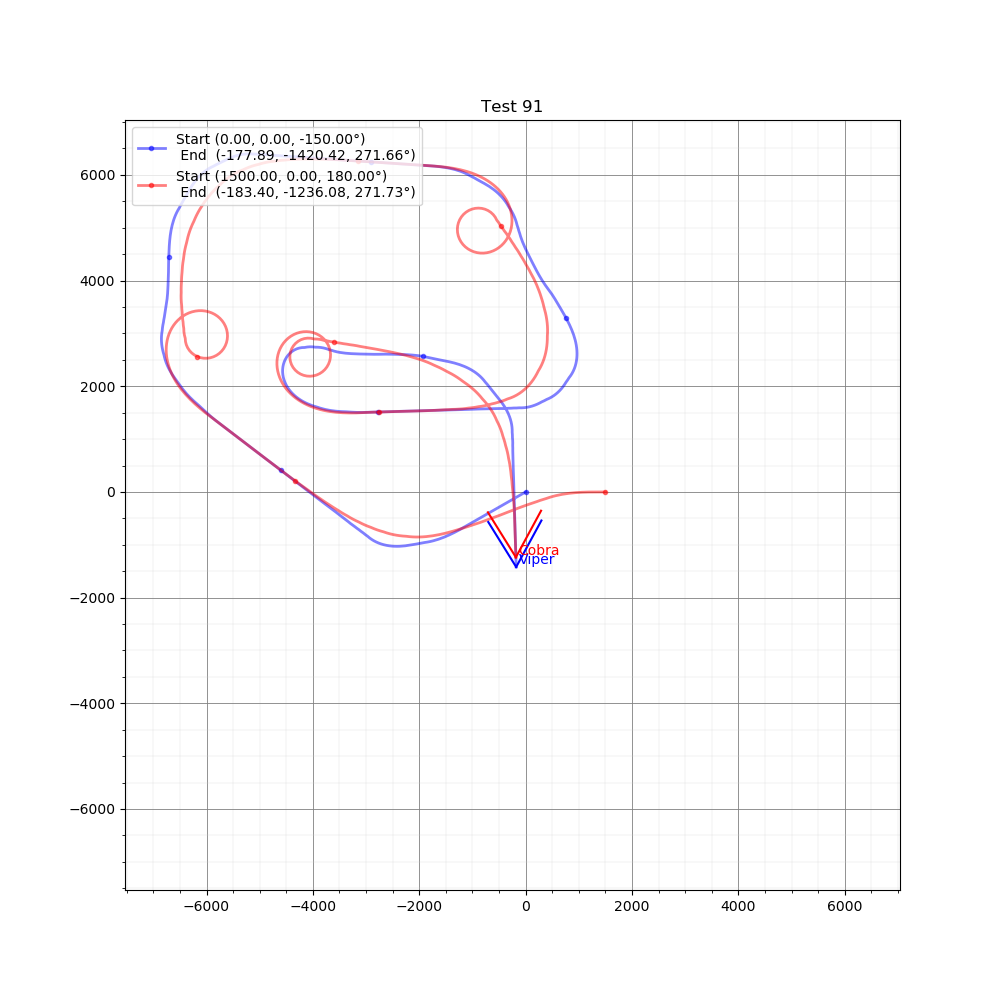 Test 91
Start (0.00, 0.00, -150.00°)
End (-177.89, -1420.42, 271.66°)
Start (1500.00, 0.00, 180.00°)
End (-183.40, -1236.08, 271.73°)
6000
4000
2000
0
−2000
−4000
−6000
Cobra
Viper
−6000 −4000 −2000 0 2000 4000 6000